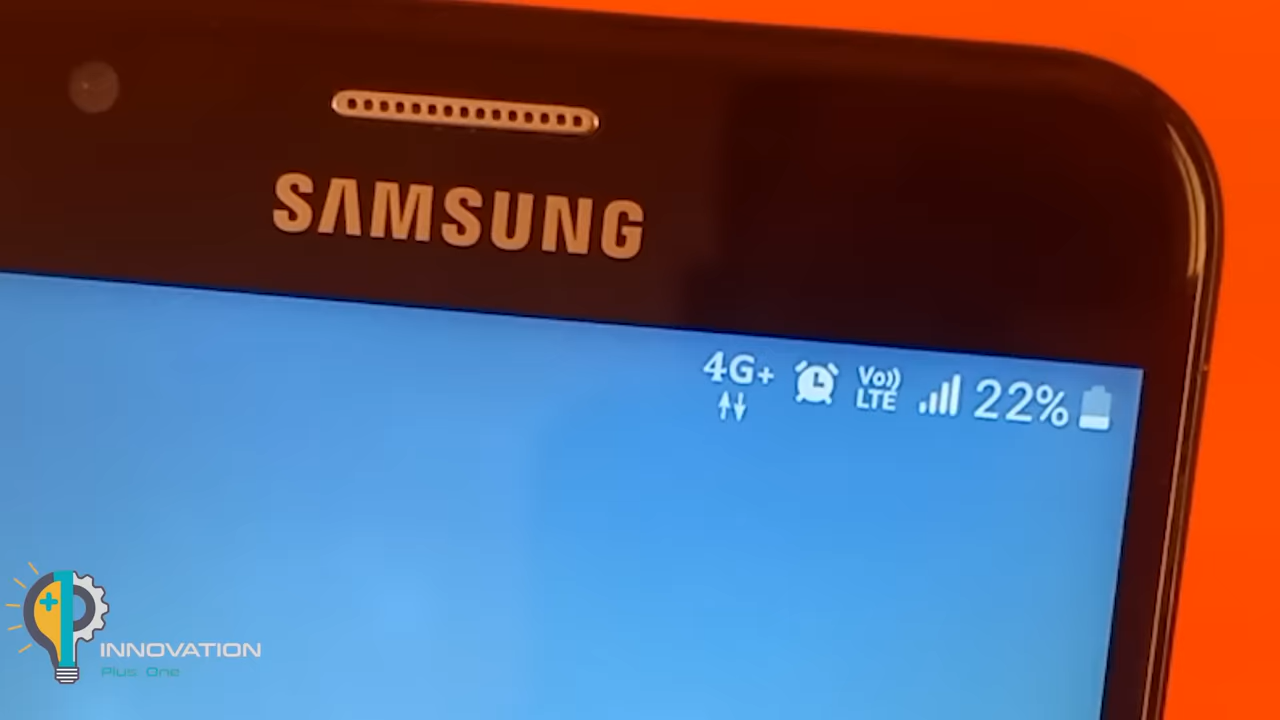 SAMSUNG
4G+ Vo)) LTE 22%
INNOVATION
Plus One